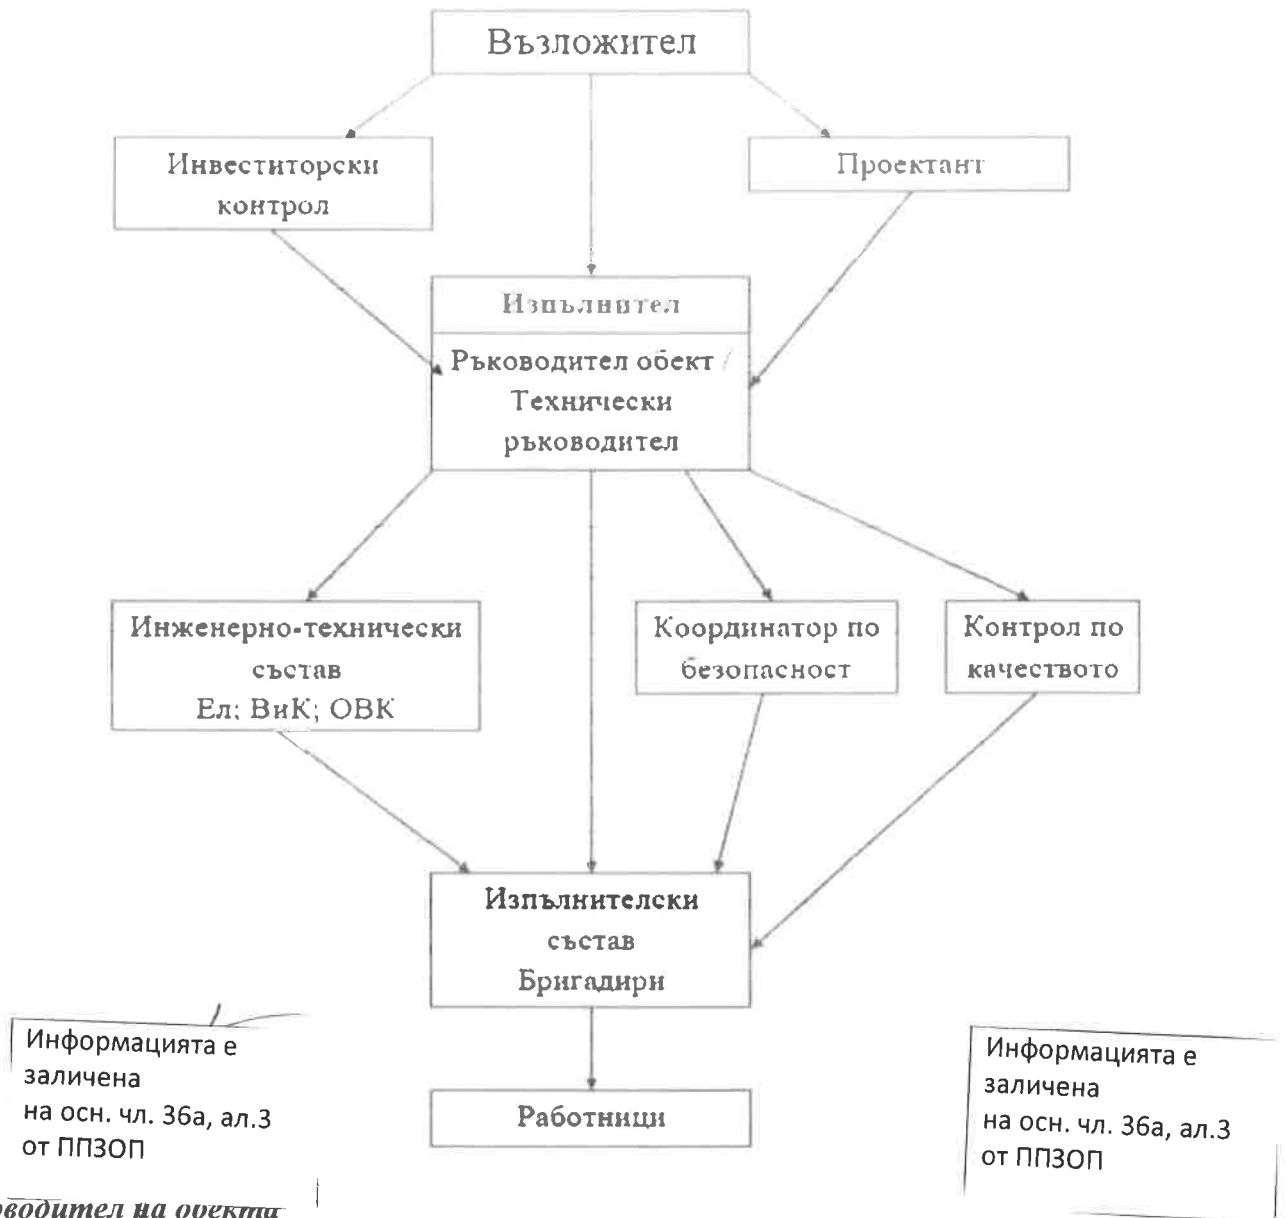 Възложител
Инвеститорски
контрол
Проектант
Изпълнител
Ръководител обект /
Технически
ръководител
Инженерно-технически
състав
Ел; ВиК; ОВК
Координатор по
безопасност
Контрол по
качеството
Изпълнителски
състав
Бригадири
Работници
Информацията е
заличена
на осн. чл. 36а, ал.3
от ППЗОП
Информацията е
заличена
на осн. чл. 36а, ал.3
от ППЗОП
на обекта